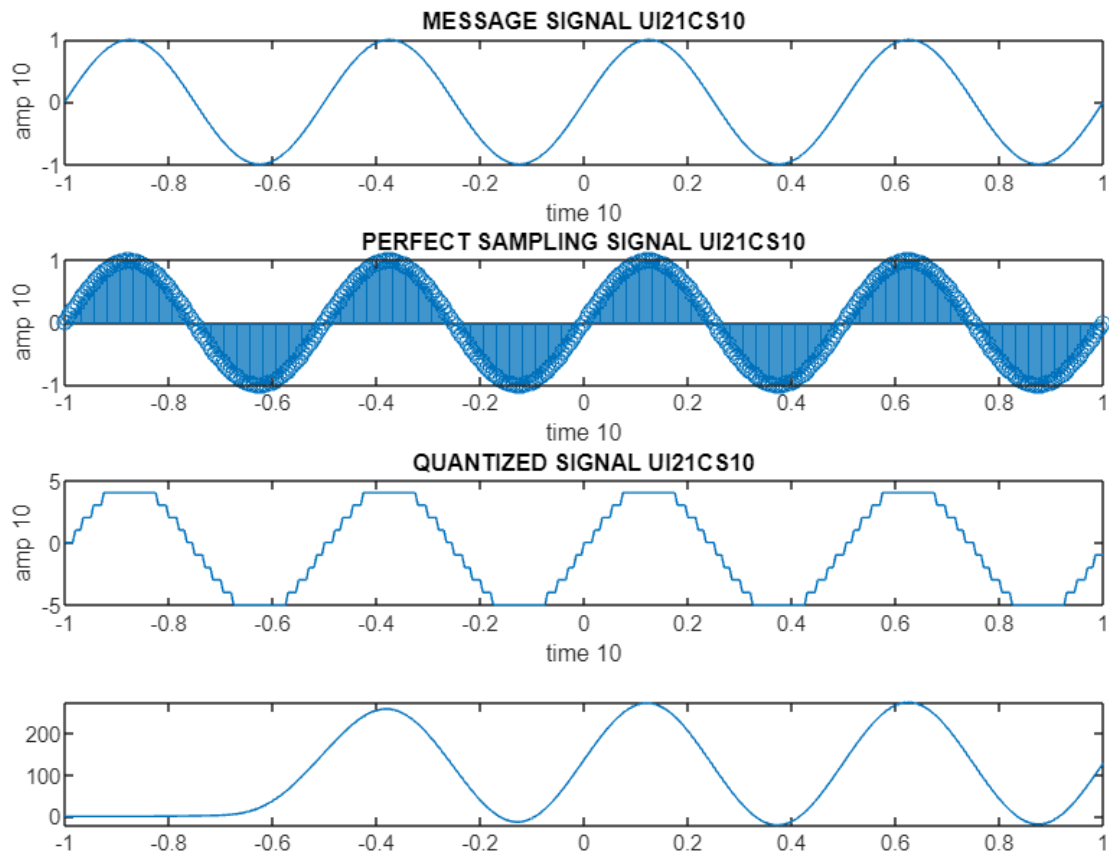 MESSAGE SIGNAL UI21CS10
1
0
-1
amp 10
-1 -0.8 -0.6 -0.4 -0.2 0 0.2 0.4 0.6 0.8 1
time 10
PERFECT SAMPLING SIGNAL UI21CS10
1
0
-1
amp 10
-1 -0.8 -0.6 -0.4 -0.2 0 0.2 0.4 0.6 0.8 1
time 10
QUANTIZED SIGNAL UI21CS10
5
0
-5
amp 10
-1 -0.8 -0.6 -0.4 -0.2 0 0.2 0.4 0.6 0.8 1
time 10
200
100
0
-1 -0.8 -0.6 -0.4 -0.2 0 0.2 0.4 0.6 0.8 1